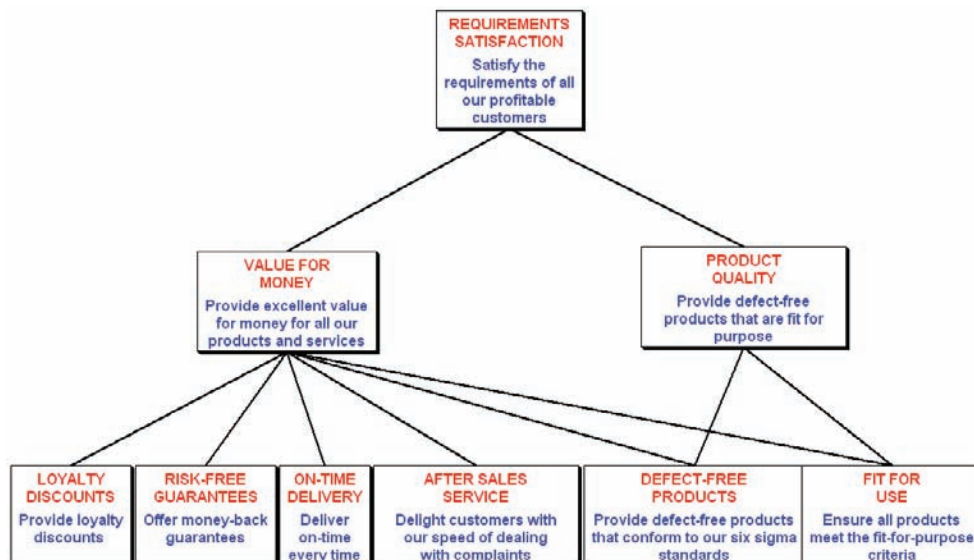 REQUIREMENTS
SATISFACTION
Satisfy the
requirements of all
our profitable
customers
VALUE FOR
MONEY
Provide excellent value
for money for all our
products and services
PRODUCT
QUALITY
Provide defect-free
products that are fit for
purpose
LOYALTY
DISCOUNTS
Provide loyalty
discounts
RISK-FREE
GUARANTEES
Offer money-back
guarantees
ON-TIME
DELIVERY
Deliver
on-time
every time
AFTER SALES
SERVICE
Delight customers with
our speed of dealing
with complaints
DEFECT-FREE
PRODUCTS
Provide defect-free products
that conform to our six sigma
standards
FIT FOR
USE
Ensure all products
meet the fit-for-purpose
criteria